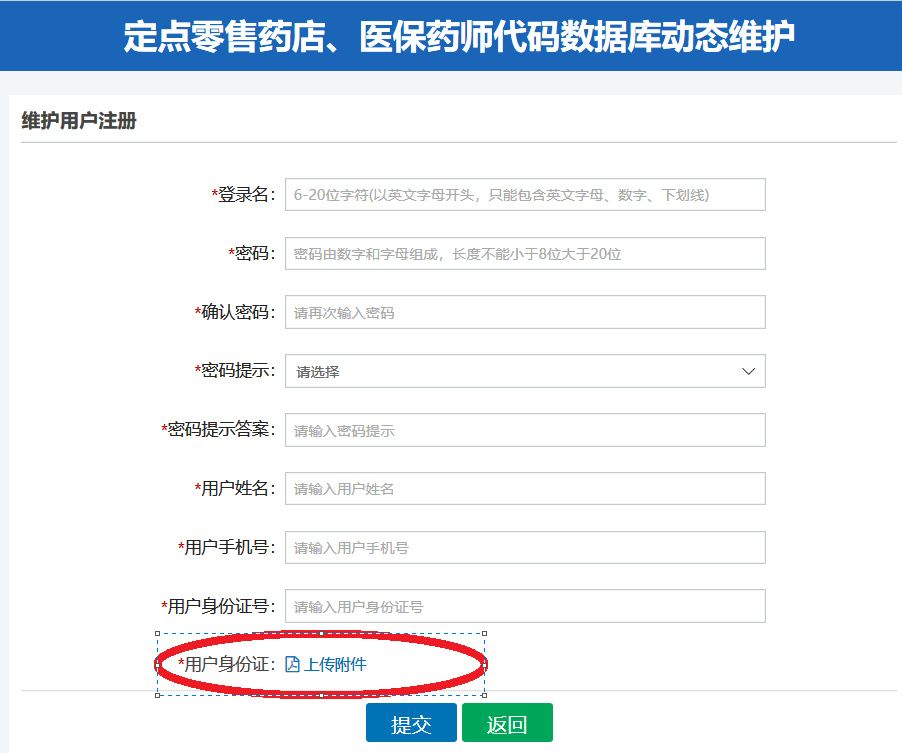 定点零售药店、医保药师代码数据库动态维护
维护用户注册
*登录名： 6-20位字符(以英文字母开头，只能包含英文字母、数字、下划线)
*密码： 密码由数字和字母组成，长度不能小于8位大于20位
*确认密码： 请再次输入密码
*密码提示： 请选择
*密码提示答案： 请输入密码提示
*用户姓名： 请输入用户姓名
*用户手机号： 请输入用户手机号
*用户身份证号： 请输入用户身份证号
*用户身份证： 上传附件
提交 返回